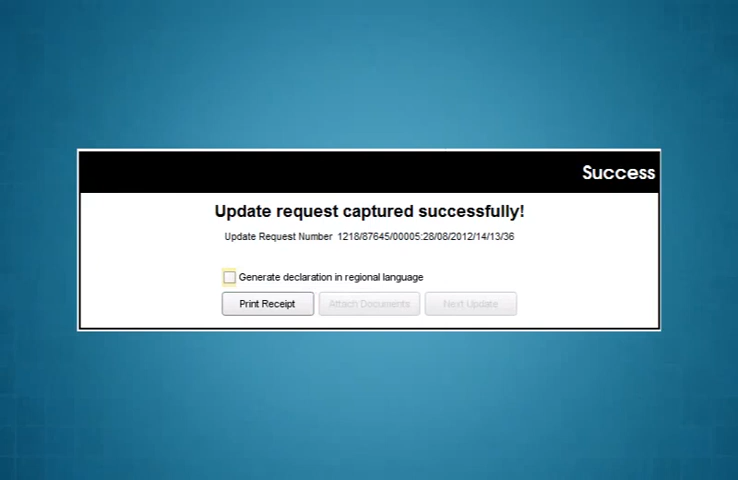 Success
Update request captured successfully!
Update Request Number 1218/87645/00005:28/08/2012/14/13/36
Generate declaration in regional language
Print Receipt Attach Documents Next Update